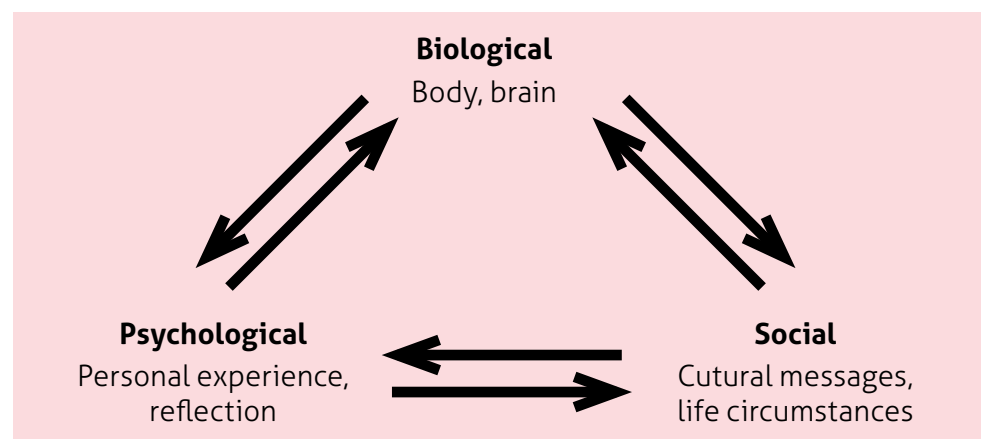 Biological
Body, brain
Psychological
Personal experience,
reflection
Social
Cutural messages,
life circumstances